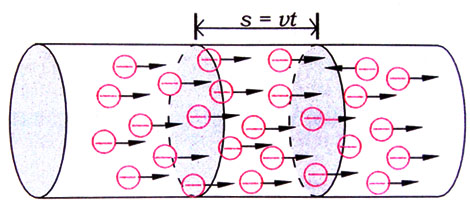 s = vt